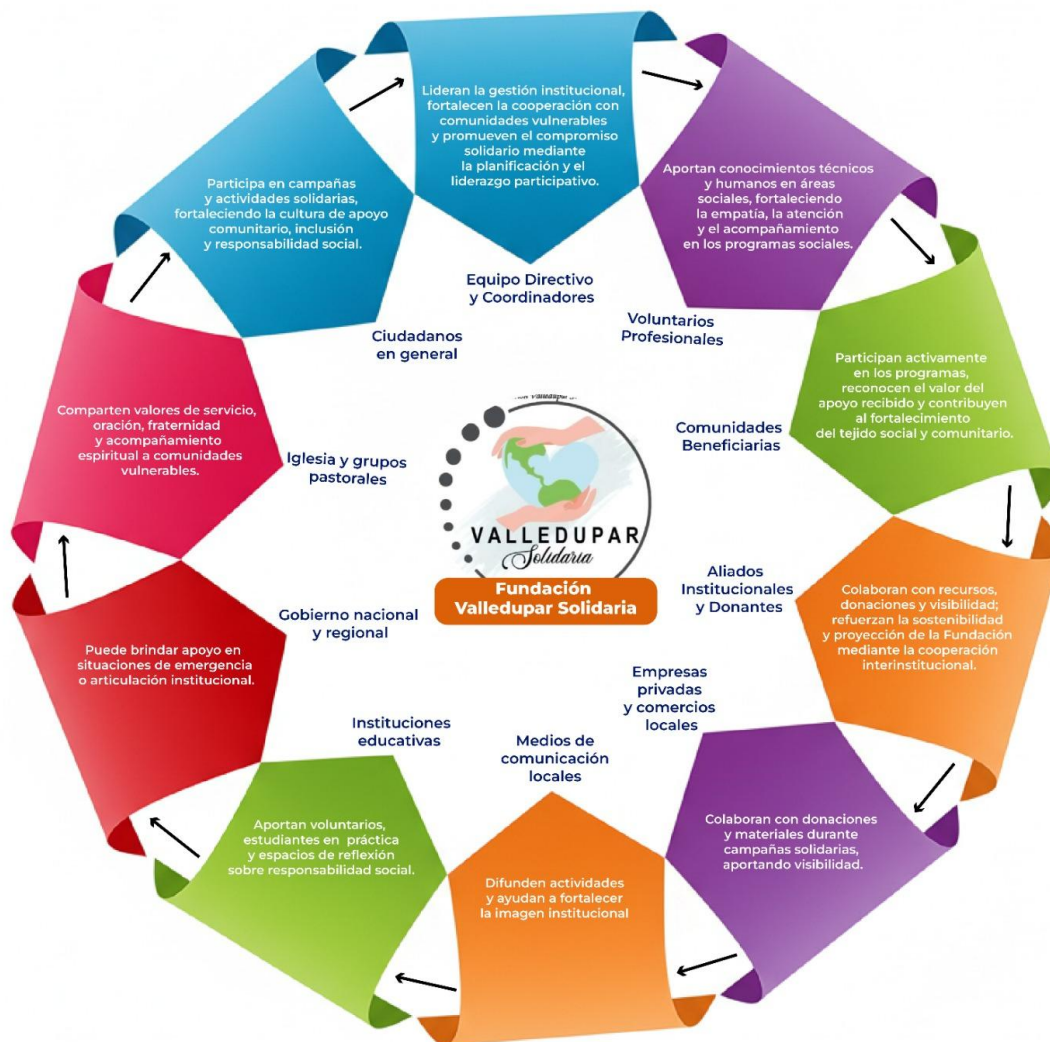 Lideran la gestión institucional,
fortalecen la cooperación con
comunidades vulnerables
y promueven el compromiso
solidario mediante
la planificación y el
liderazgo participativo.
Equipo Directivo
y Coordinadores
Aportan conocimientos técnicos
y humanos en áreas
sociales, fortaleciendo
la empatía, la atención
y el acompañamiento
en los programas sociales.
Voluntarios
Profesionales
Participan activamente
en los programas,
reconocen el valor del
apoyo recibido y contribuyen
al fortalecimiento
del tejido social y comunitario.
Comunidades
Beneficiarias
Colaboran con recursos,
donaciones y visibilidad;
refuerzan la sostenibilidad
y proyección de la Fundación
mediante la cooperación
interinstitucional.
Aliados
Institucionales
y Donantes
Colaboran con donaciones
y materiales durante
campañas solidarias,
aportando visibilidad.
Empresas
privadas
y comercios
locales
Difunden actividades
y ayudan a fortalecer
la imagen institucional
Medios de
comunicación
locales
Aportan voluntarios,
estudiantes en práctica
y espacios de reflexión
sobre responsabilidad social.
Instituciones
educativas
Puede brindar apoyo en
situaciones de emergencia
o articulación institucional.
Gobierno nacional
y regional
Comparten valores de servicio,
oración, fraternidad
y acompañamiento
espiritual a comunidades
vulnerables.
Iglesia y grupos
pastorales
Participa en campañas
y actividades solidarias,
fortaleciendo la cultura de apoyo
comunitario, inclusión
y responsabilidad social.
Ciudadanos
en general
VALLEDUPAR
Solidaria
Fundación
Valledupar Solidaria